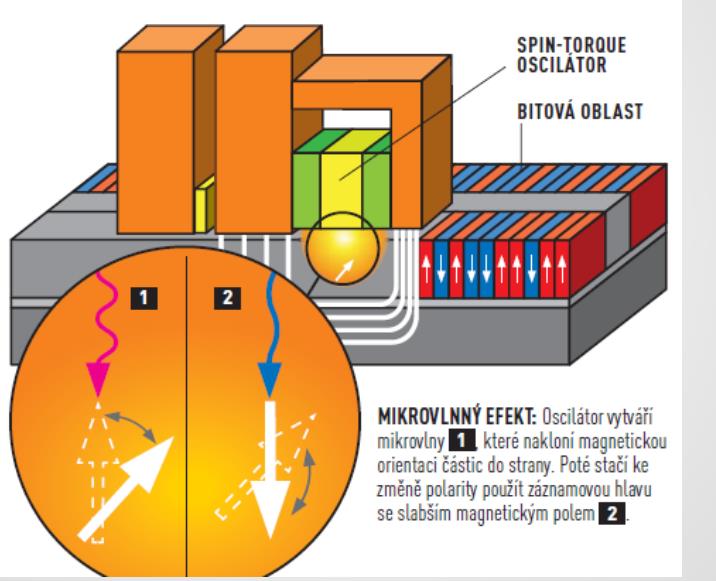 SPIN-TORQUE
OSCILÁTOR
BITOVÁ OBLAST
1
2
MIKROVLNNÝ EFEKT: Oscilátor vytváří
mikrovlny 1, které nakloní magnetickou
orientaci částic do strany. Poté stačí ke
změně polarity použít záznamovou hlavu
se slabším magnetickým polem 2.